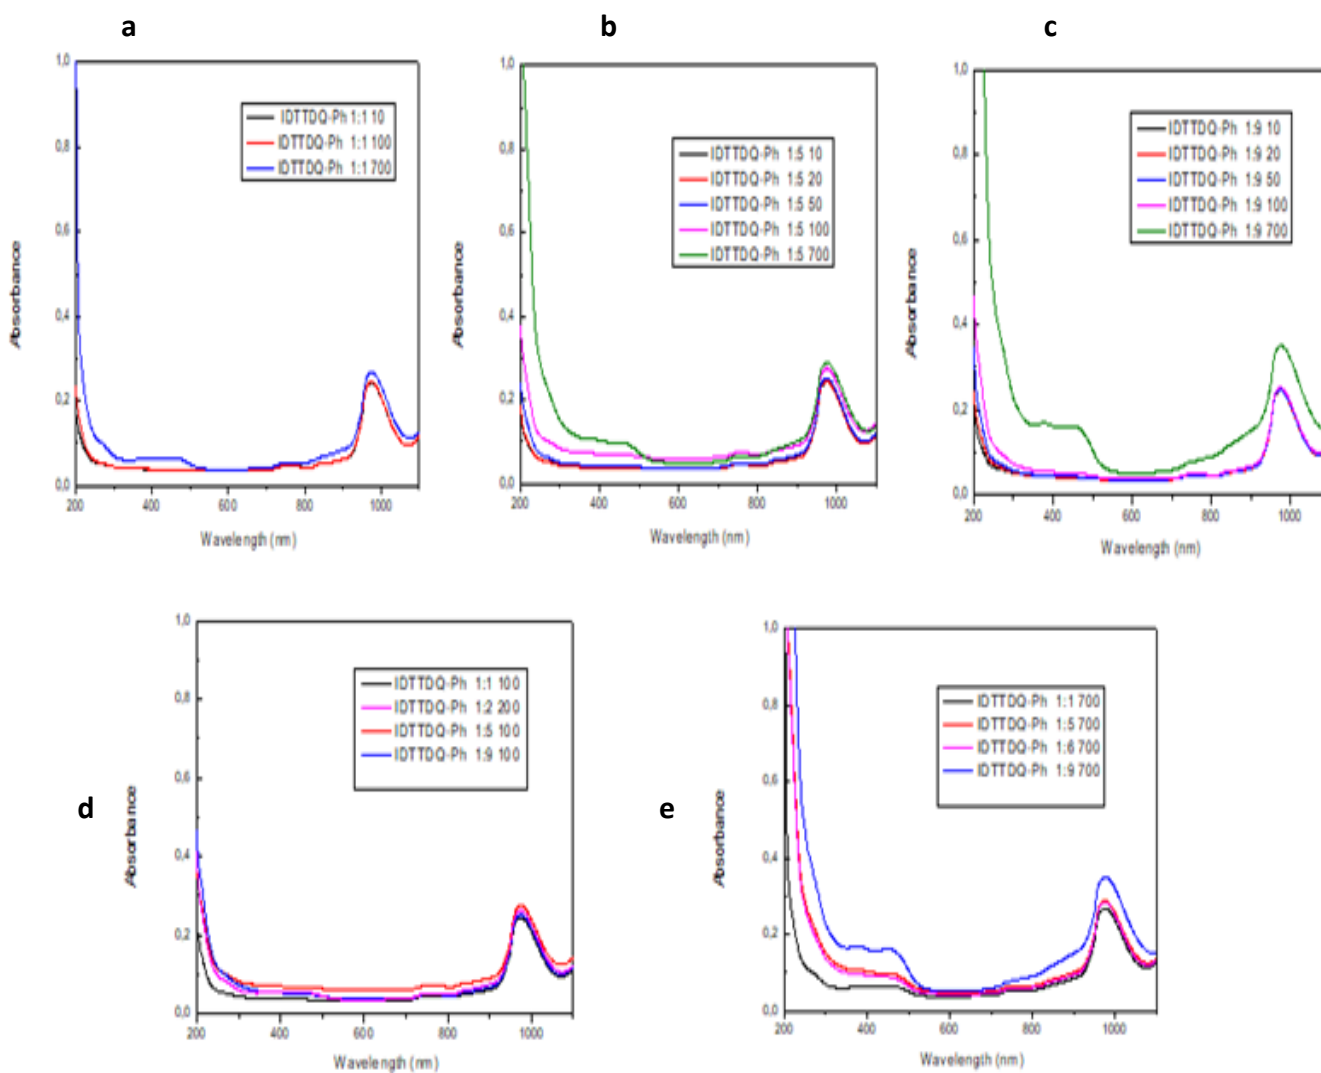 a
b
c
1,0
0,8
0,6
0,4
0,2
0,0
Absorbance
200
400
600
800
1000
Wavelength (nm)
IDTTDQ-Ph 1:1 10
IDTTDQ-Ph 1:1 100
IDTTDQ-Ph 1:1 700
1,0
0,8
0,6
0,4
0,2
0,0
Absorbance
200
400
600
800
1000
Wavelength (nm)
IDTTDQ-Ph 1:5 10
IDTTDQ-Ph 1:5 20
IDTTDQ-Ph 1:5 50
IDTTDQ-Ph 1:5 100
IDTTDQ-Ph 1:5 700
1,0
0,8
0,6
0,4
0,2
0,0
Absorbance
200
400
600
800
1000
Wavelength (nm)
IDTTDQ-Ph 1:9 10
IDTTDQ-Ph 1:9 20
IDTTDQ-Ph 1:9 50
IDTTDQ-Ph 1:9 100
IDTTDQ-Ph 1:9 700
d
1,0
0,8
0,6
0,4
0,2
0,0
Absorbance
200
400
600
800
1000
Wavelength (nm)
IDTTDQ-Ph 1:1 100
IDTTDQ-Ph 1:2 200
IDTTDQ-Ph 1:5 100
IDTTDQ-Ph 1:9 100
e
1,0
0,8
0,6
0,4
0,2
0,0
Absorbance
200
400
600
800
1000
Wavelength (nm)
IDTTDQ-Ph 1:1 700
IDTTDQ-Ph 1:5 700
IDTTDQ-Ph 1:6 700
IDTTDQ-Ph 1:9 700